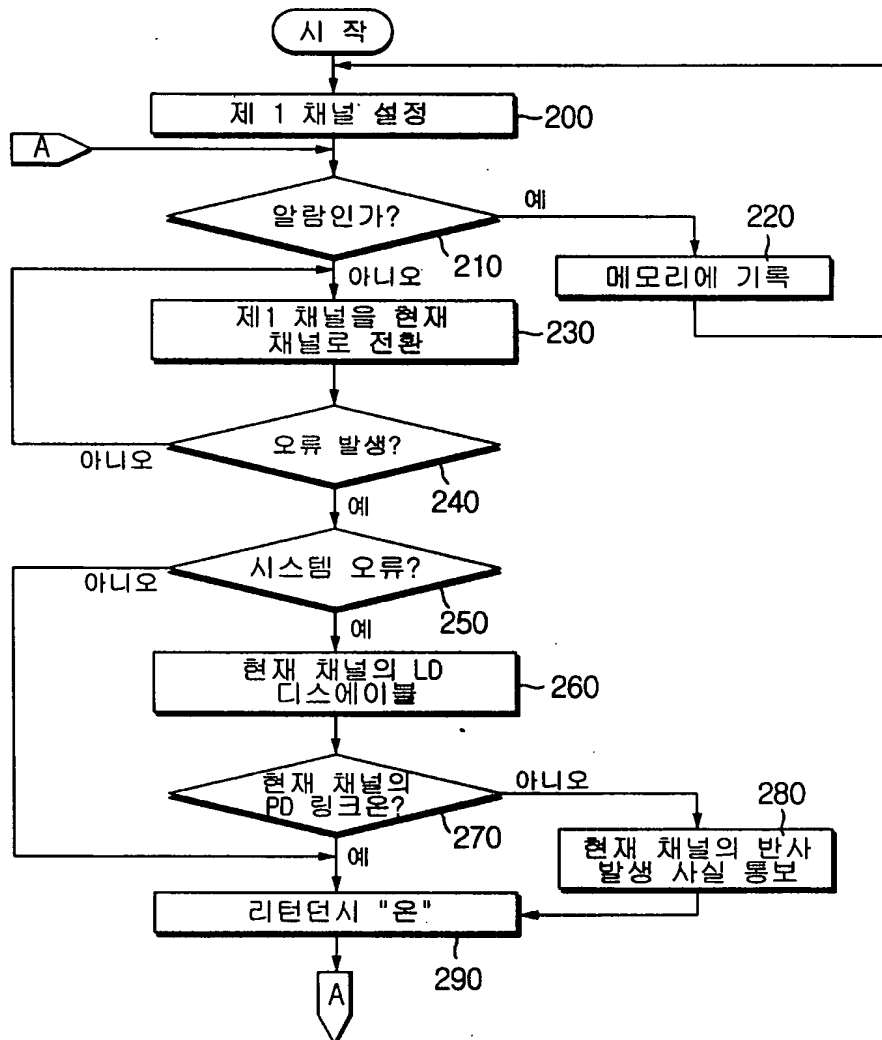 시 작
제 1 채널 설정
200
A
알람인가?
예
210
220
메모리에 기록
아니오
제1 채널을 현재
채널로 전환
230
오류 발생?
아니오
240
예
시스템 오류?
아니오
250
예
현재 채널의 LD
디스에이블
260
현재 채널의
PD 링크온?
아니오
270
280
현재 채널의 반사
발생 사실 통보
예
리턴던시 "온"
290
A